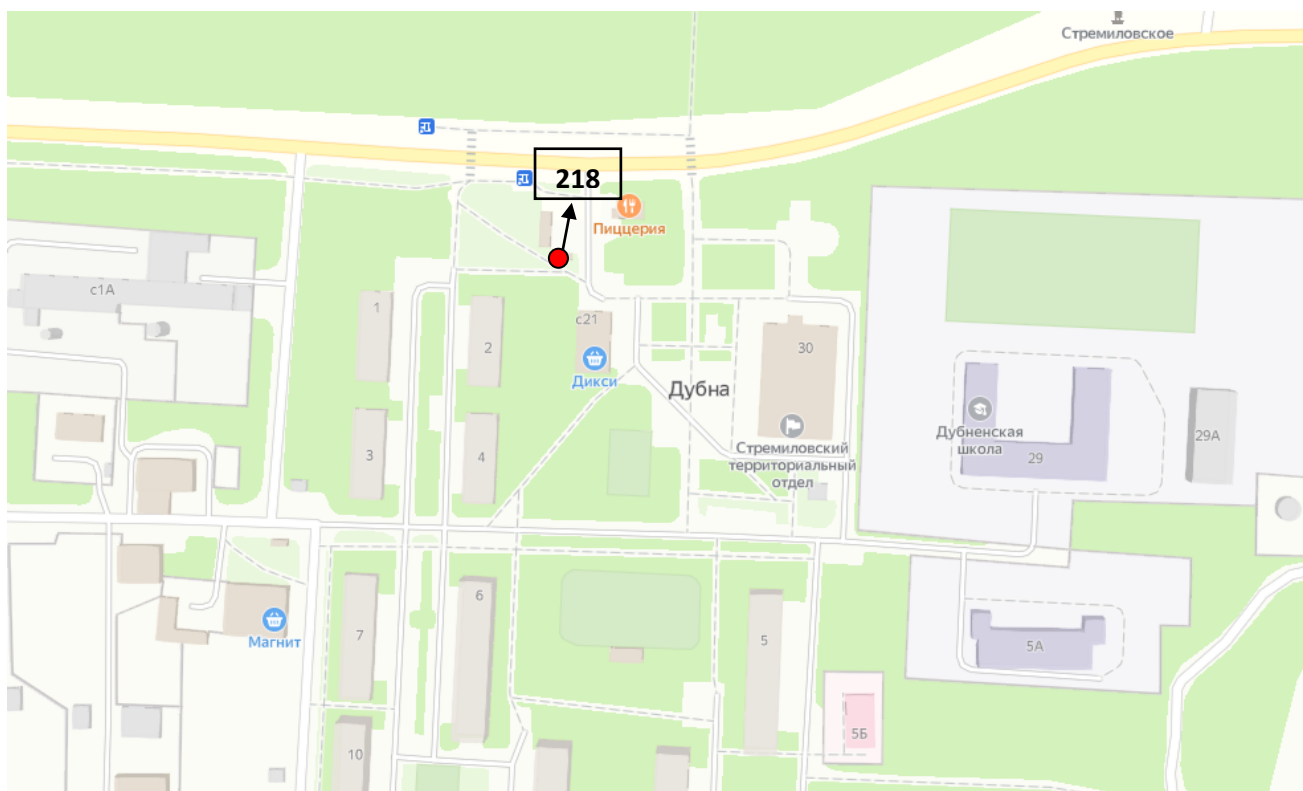 Стремиловское
218
Пиццерия
с1А
1
2
с21
30
Дикси
Дубна
Дубненская
школа
29
29А
3
4
Стремиловский
территориальный
отдел
6
7
5
Магнит
5А
5Б
10